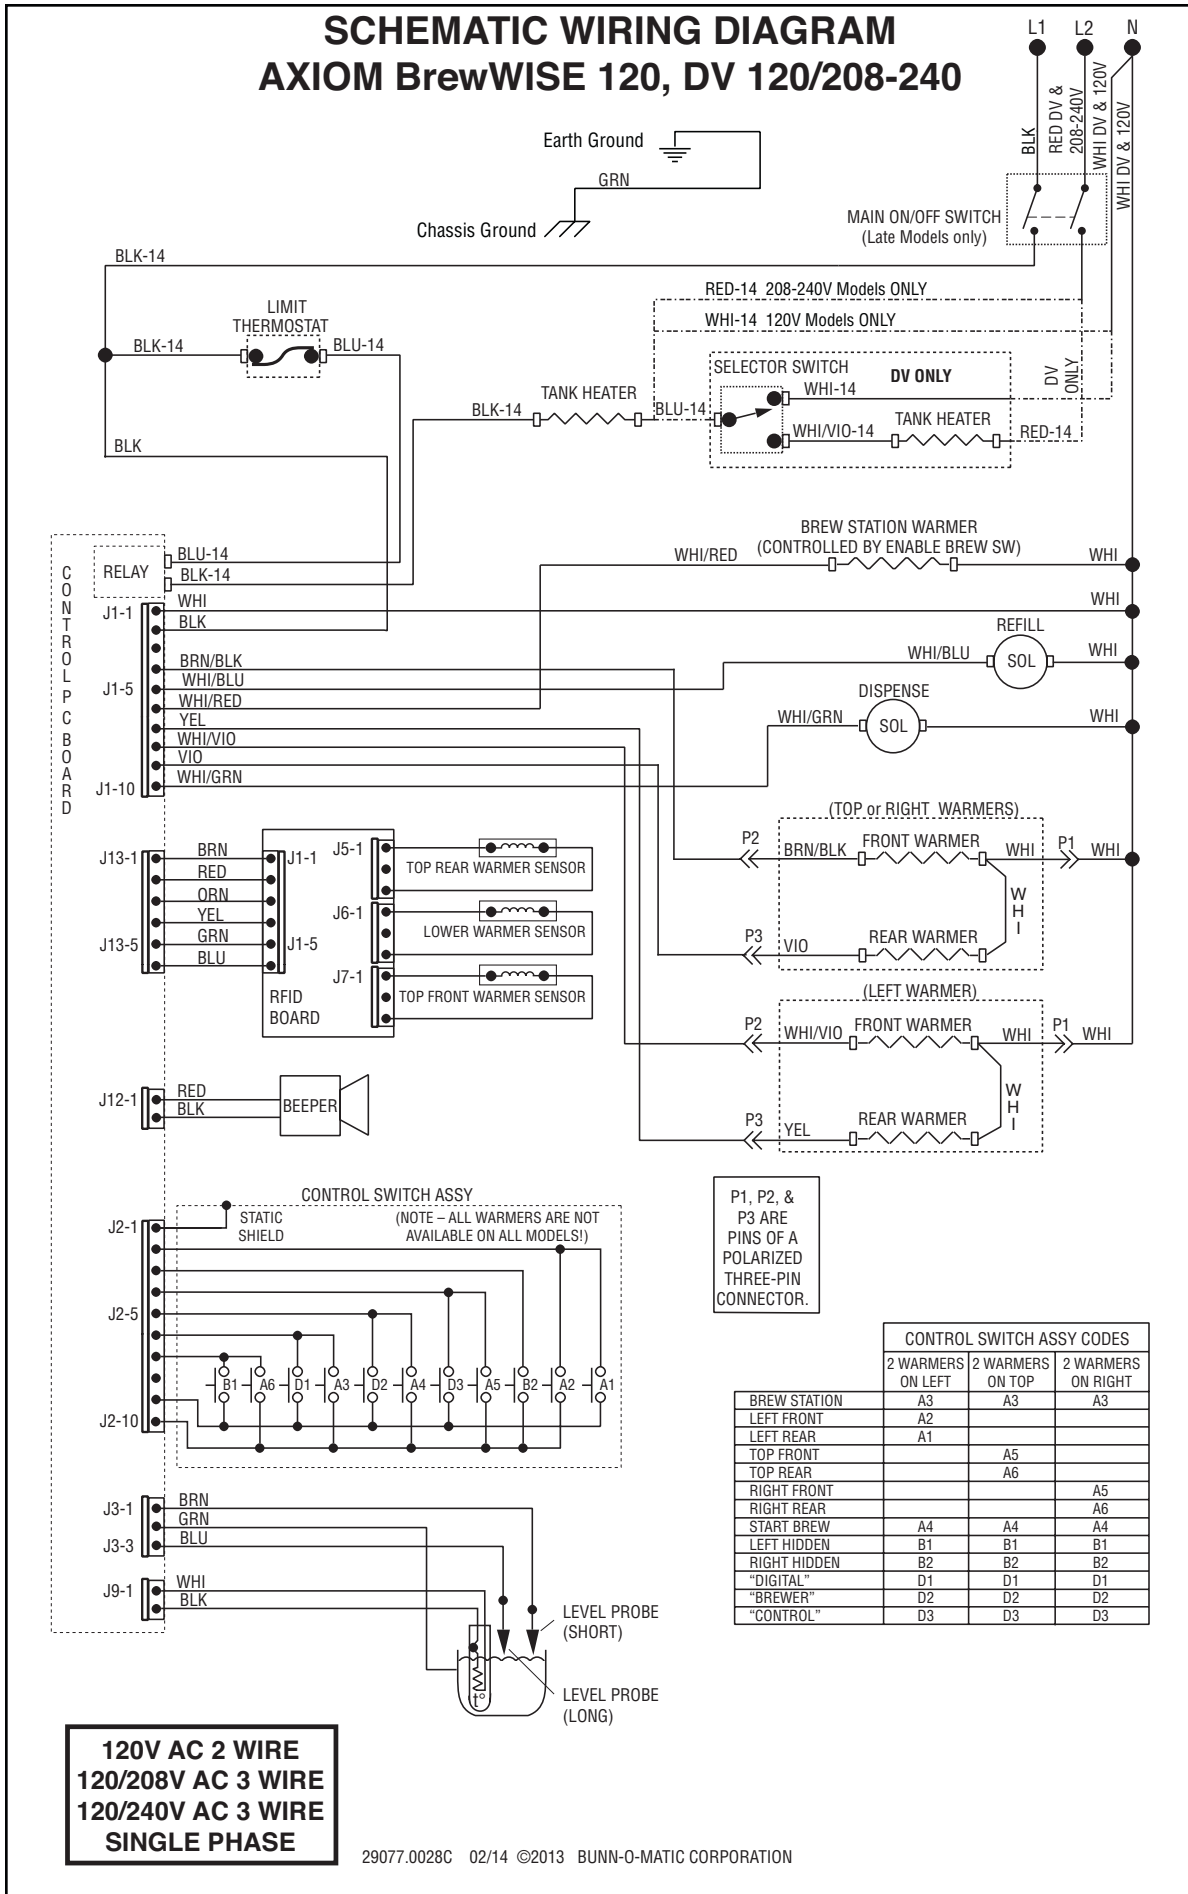 SCHEMATIC WIRING DIAGRAM
AXIOM BrewWISE 120, DV 120/208-240
L1
L2
N
BLK
RED DV &
208-240V
WHI DV & 120V
WHI DV & 120V
Earth Ground
GRN
Chassis Ground
MAIN ON/OFF SWITCH
(Late Models only)
BLK-14
RED-14 208-240V Models ONLY
WHI-14 120V Models ONLY
LIMIT
THERMOSTAT
BLK-14
BLU-14
SELECTOR SWITCH
DV ONLY
DV
ONLY
WHI-14
TANK HEATER
BLK-14
BLU-14
TANK HEATER
WHI/VIO-14
RED-14
BLK
CONTROL PC BOARD
RELAY
BLU-14
BLK-14
BREW STATION WARMER
(CONTROLLED BY ENABLE BREW SW)
WHI/RED
WHI
J1-1
WHI
WHI
BLK
REFILL
SOL
WHI/BLU
WHI
BRN/BLK
J1-5
WHI/BLU
WHI/RED
DISPENSE
SOL
WHI/GRN
WHI
YEL
WHI/VIO
VIO
J1-10
WHI/GRN
(TOP or RIGHT WARMERS)
P2
BRN/BLK
FRONT WARMER
WHI
P1
WHI
WHI
P3
VIO
REAR WARMER
J13-1
BRN
RED
ORN
YEL
J13-5
GRN
BLU
J1-1
J1-5
RFID
BOARD
J5-1
TOP REAR WARMER SENSOR
J6-1
LOWER WARMER SENSOR
J7-1
TOP FRONT WARMER SENSOR
(LEFT WARMER)
P2
WHI/VIO
FRONT WARMER
WHI
P1
WHI
WHI
P3
YEL
REAR WARMER
J12-1
RED
BLK
BEEPER
CONTROL SWITCH ASSY
J2-1
STATIC
SHIELD
(NOTE – ALL WARMERS ARE NOT
AVAILABLE ON ALL MODELS!)
J2-5
B1 A6 D1 A3 D2 A4 D3 A5 B2 A2 A1
J2-10
P1, P2, &
P3 ARE
PINS OF A
POLARIZED
THREE-PIN
CONNECTOR.
CONTROL SWITCH ASSY CODES
2 WARMERS ON LEFT 2 WARMERS ON TOP 2 WARMERS ON RIGHT
BREW STATION A3 A3 A3
LEFT FRONT A2
LEFT REAR A1
TOP FRONT A5
TOP REAR A6
RIGHT FRONT A5
RIGHT REAR A6
START BREW A4 A4 A4
LEFT HIDDEN B1 B1 B1
RIGHT HIDDEN B2 B2 B2
“DIGITAL” D1 D1 D1
“BREWER” D2 D2 D2
“CONTROL” D3 D3 D3
J3-1
BRN
GRN
J3-3
BLU
J9-1
WHI
BLK
t°
LEVEL PROBE
(SHORT)
LEVEL PROBE
(LONG)
120V AC 2 WIRE
120/208V AC 3 WIRE
120/240V AC 3 WIRE
SINGLE PHASE
29077.0028C 02/14 ©2013 BUNN-O-MATIC CORPORATION